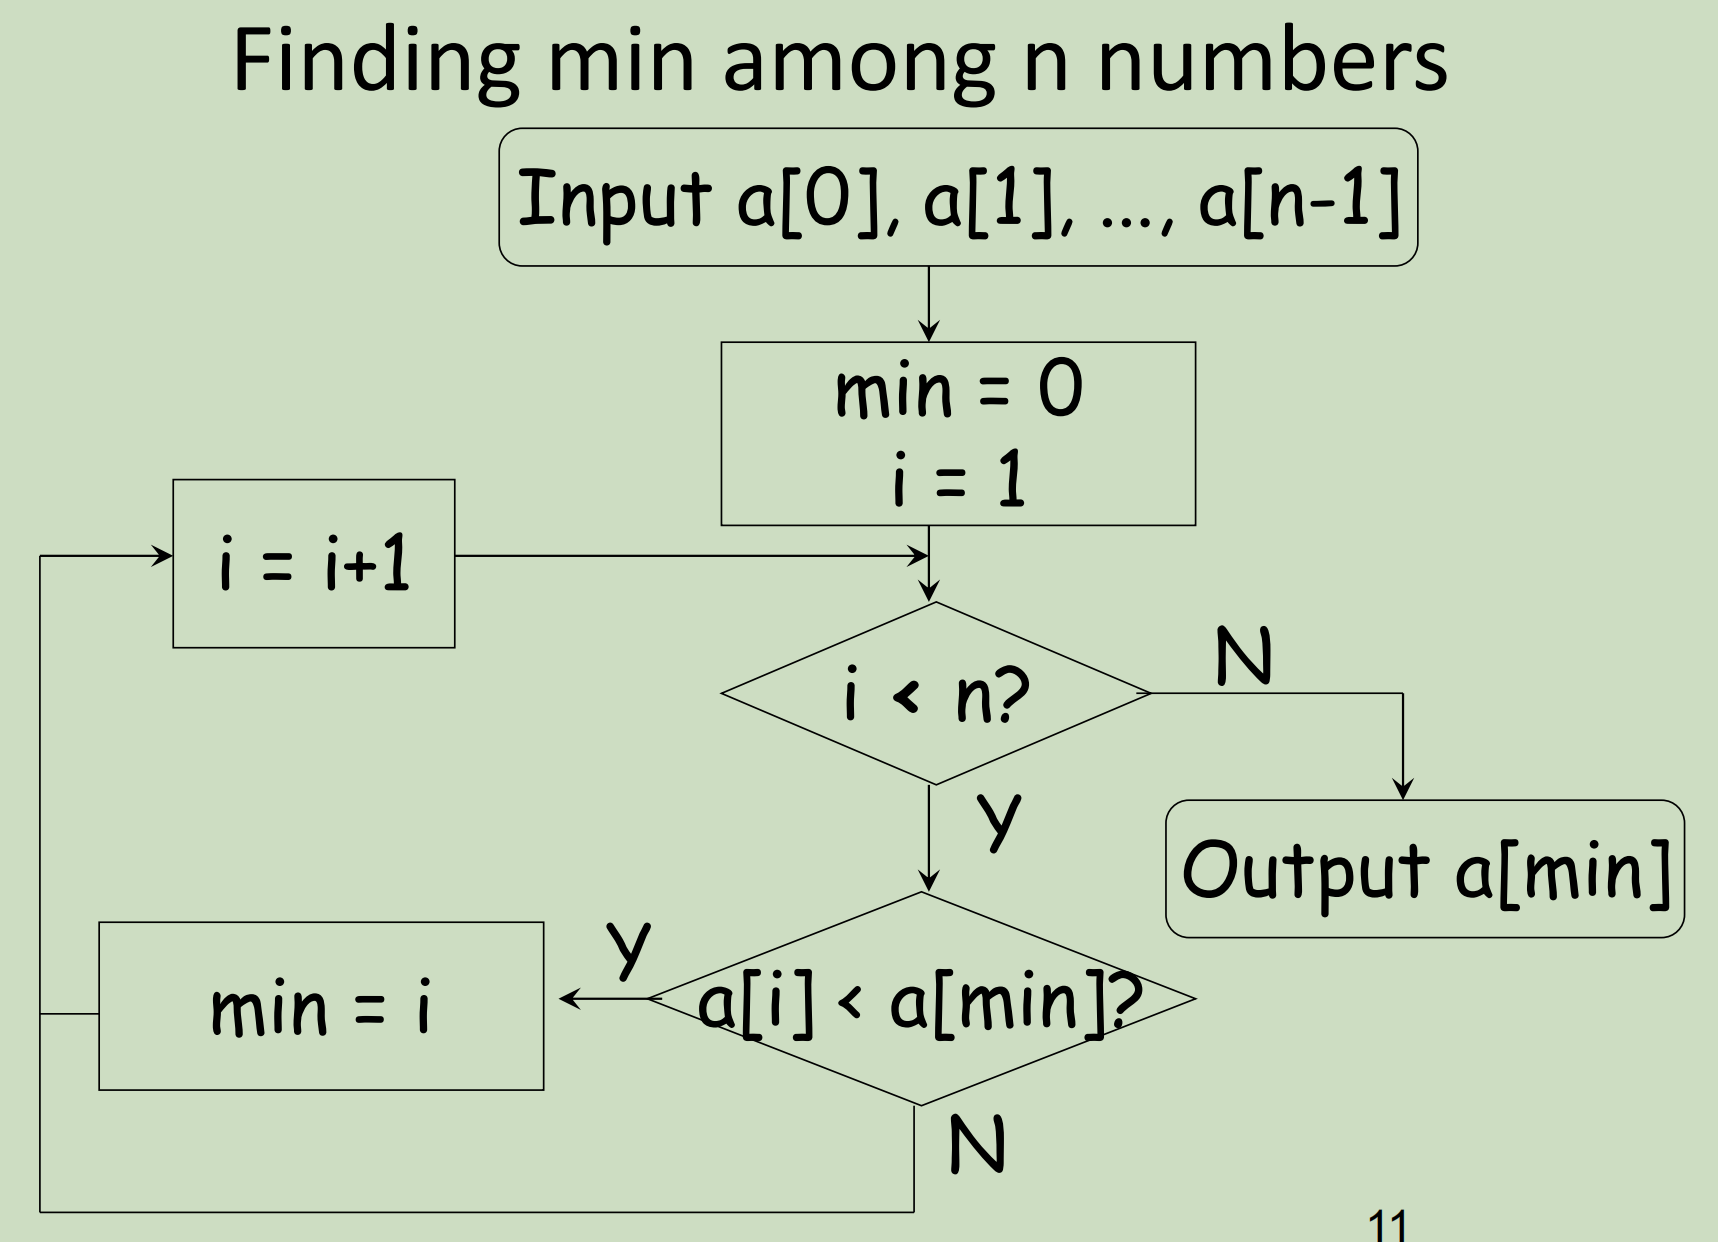 Finding min among n numbers
Input a[0], a[1], ..., a[n-1]
min = 0
i = 1
i = i+1
i < n?
N
Y
Output a[min]
Y
a[i] < a[min]?
min = i
N
11